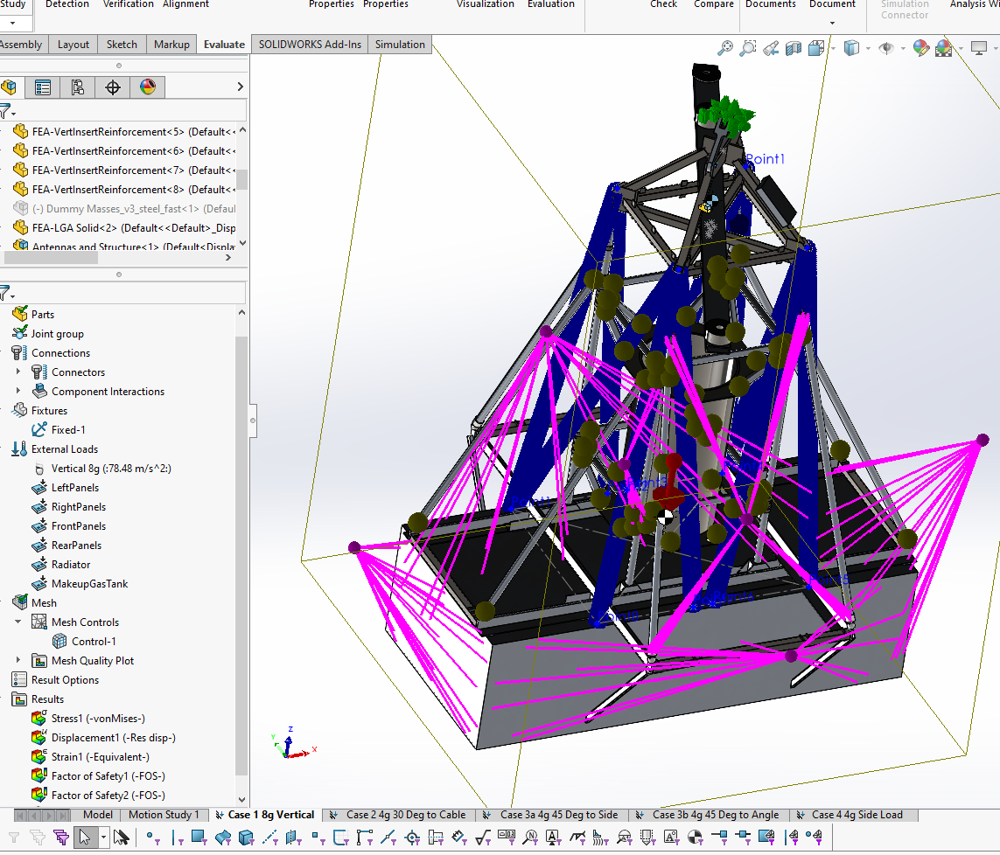 Study
Detection
Verification
Alignment
Properties
Properties
Visualization
Evaluation
Check
Compare
Documents
Document
Simulation
Connector
Analysis Wi
Assembly
Layout
Sketch
Markup
Evaluate
SOLIDWORKS Add-Ins
Simulation
FEA-VertInsertReinforcement<5> (Default<<
FEA-VertInsertReinforcement<6> (Default<<
FEA-VertInsertReinforcement<7> (Default<<
FEA-VertInsertReinforcement<8> (Default<<
(-) Dummy Masses_v3_steel_fast<1> (Defaul
FEA-LGA Solid<2> (Default<<Default>_Disp
Antennas and Structure<1> (Default<Displa
Parts
Joint group
Connections
Connectors
Component Interactions
Fixtures
Fixed-1
External Loads
Vertical 8g (:78.48 m/s^2:)
LeftPanels
RightPanels
FrontPanels
RearPanels
Radiator
MakeupGasTank
Mesh
Mesh Controls
Control-1
Mesh Quality Plot
Result Options
Results
Stress1 (-vonMises-)
Displacement1 (-Res disp-)
Strain1 (-Equivalent-)
Factor of Safety1 (-FOS-)
Factor of Safety2 (-FOS-)
Point1
Z
Y
X
Model
Motion Study 1
Case 1 8g Vertical
Case 2 4g 30 Deg to Cable
Case 3a 4g 45 Deg to Side
Case 3b 4g 45 Deg to Angle
Case 4 4g Side Load